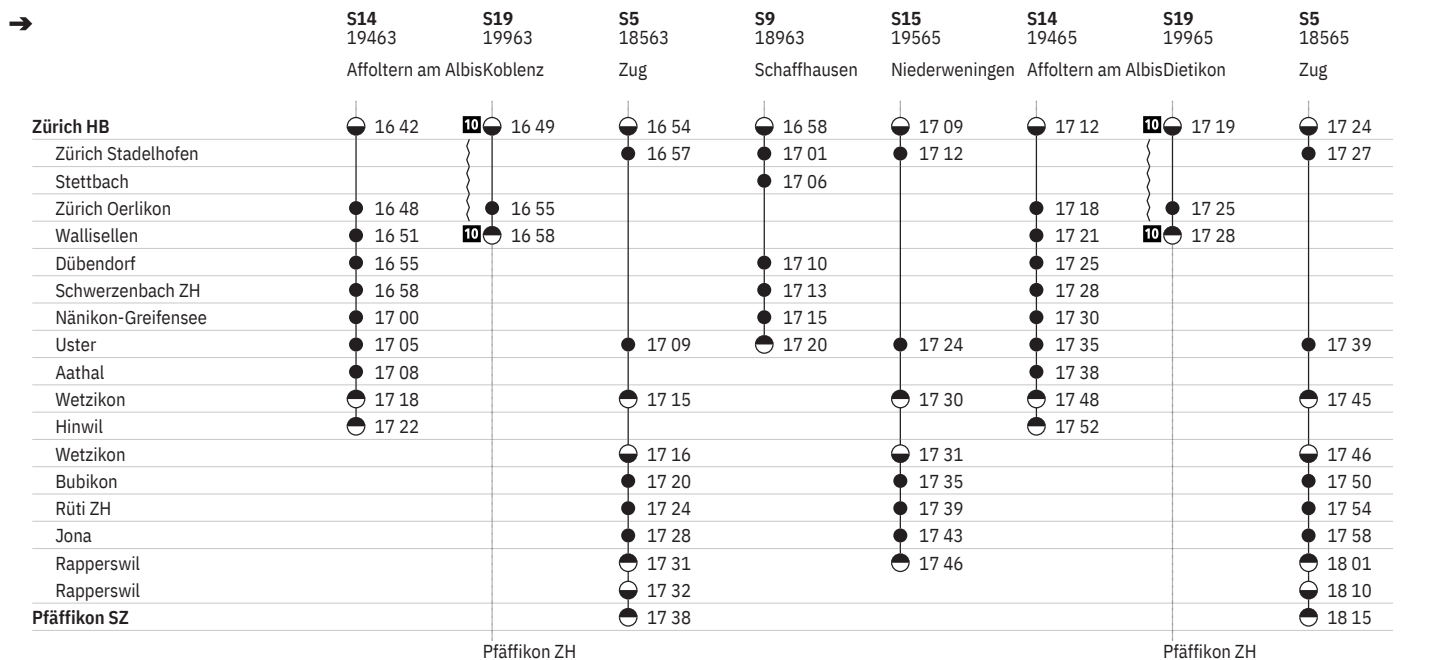 ➔ S14 S19 S5 S9 S15 S14 S19 S5
19463 19963 18563 18963 19565 19465 19965 18565
Affoltern am Albis Koblenz Zug Schaffhausen Niederweningen Affoltern am Albis Dietikon Zug
Zürich HB 16 42 10 16 49 16 54 16 58 17 09 17 12 10 17 19 17 24
Zürich Stadelhofen 16 57 17 01 17 12 17 27
Stettbach 17 06
Zürich Oerlikon 16 48 16 55 17 18 17 25
Wallisellen 16 51 10 16 58 17 21 10 17 28
Dübendorf 16 55 17 10 17 25
Schwerzenbach ZH 16 58 17 13 17 28
Nänikon-Greifensee 17 00 17 15 17 30
Uster 17 05 17 09 17 20 17 24 17 35 17 39
Aathal 17 08 17 38
Wetzikon 17 18 17 15 17 30 17 48 17 45
Hinwil 17 22 17 52
Wetzikon 17 16 17 31 17 46
Bubikon 17 20 17 35 17 50
Rüti ZH 17 24 17 39 17 54
Jona 17 28 17 43 17 58
Rapperswil 17 31 17 46 18 01
Rapperswil 17 32 18 10
Pfäffikon SZ 17 38 18 15
Pfäffikon ZH Pfäffikon ZH